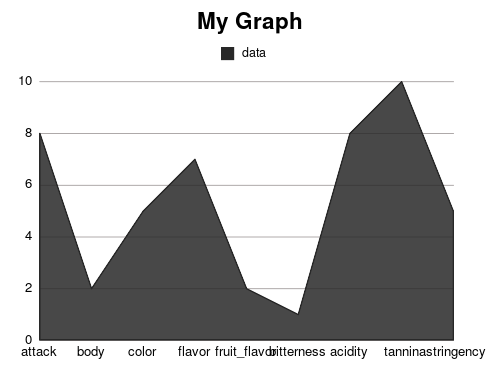 My Graph
data
10
8
6
4
2
0
attack body color flavor fruit_flavor bitterness acidity tannin astringency